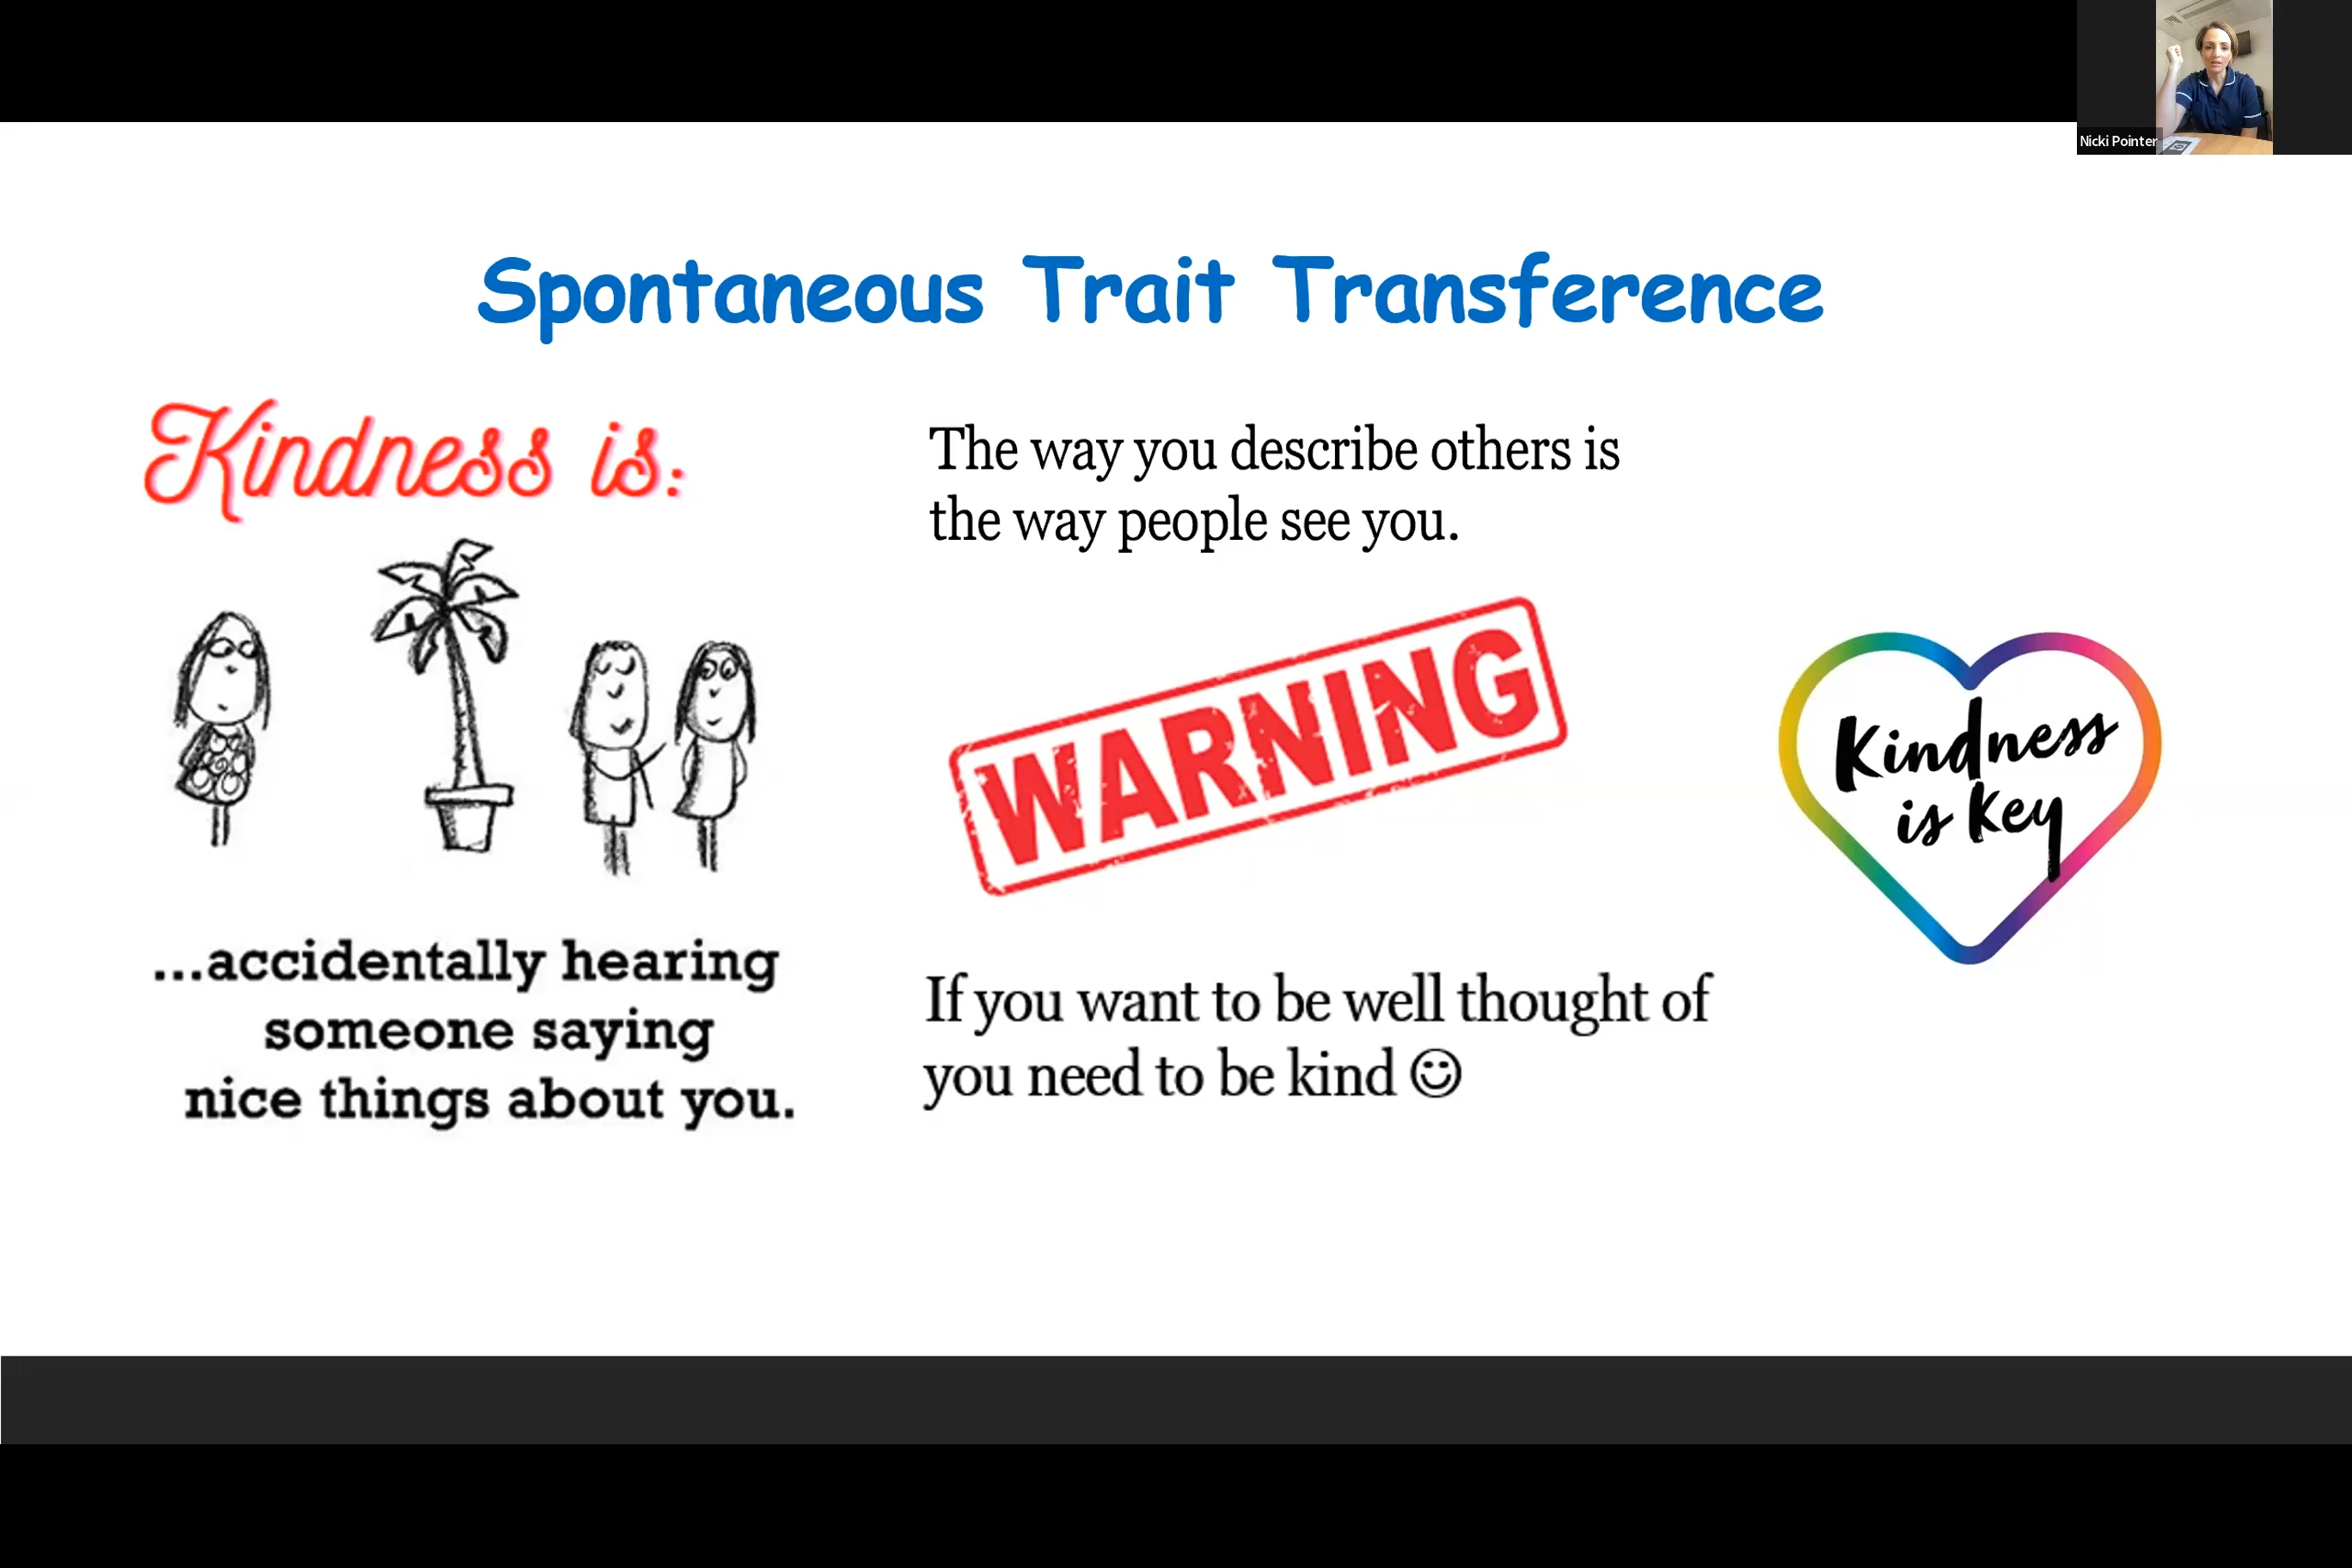 Nicki Pointer
Spontaneous Trait Transference
Kindness is:
...accidentally hearing
someone saying
nice things about you.
The way you describe others is
the way people see you.
WARNING
If you want to be well thought of
you need to be kind ☺
Kindness
is key